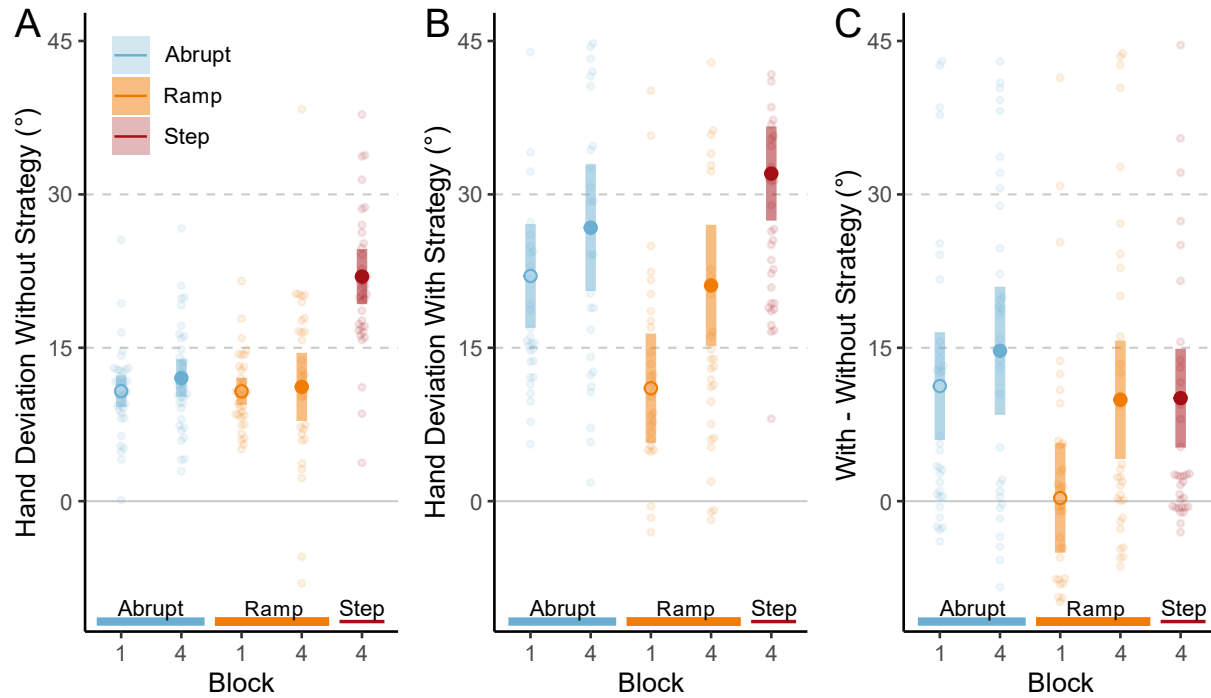 A
Hand Deviation Without Strategy (°)
45
30
15
0
Abrupt
Ramp
Step
Abrupt
Ramp
Step
1
4
1
4
4
Block
B
Hand Deviation With Strategy (°)
45
30
15
0
Abrupt
Ramp
Step
1
4
1
4
4
Block
C
With - Without Strategy (°)
45
30
15
0
Abrupt
Ramp
Step
1
4
1
4
4
Block